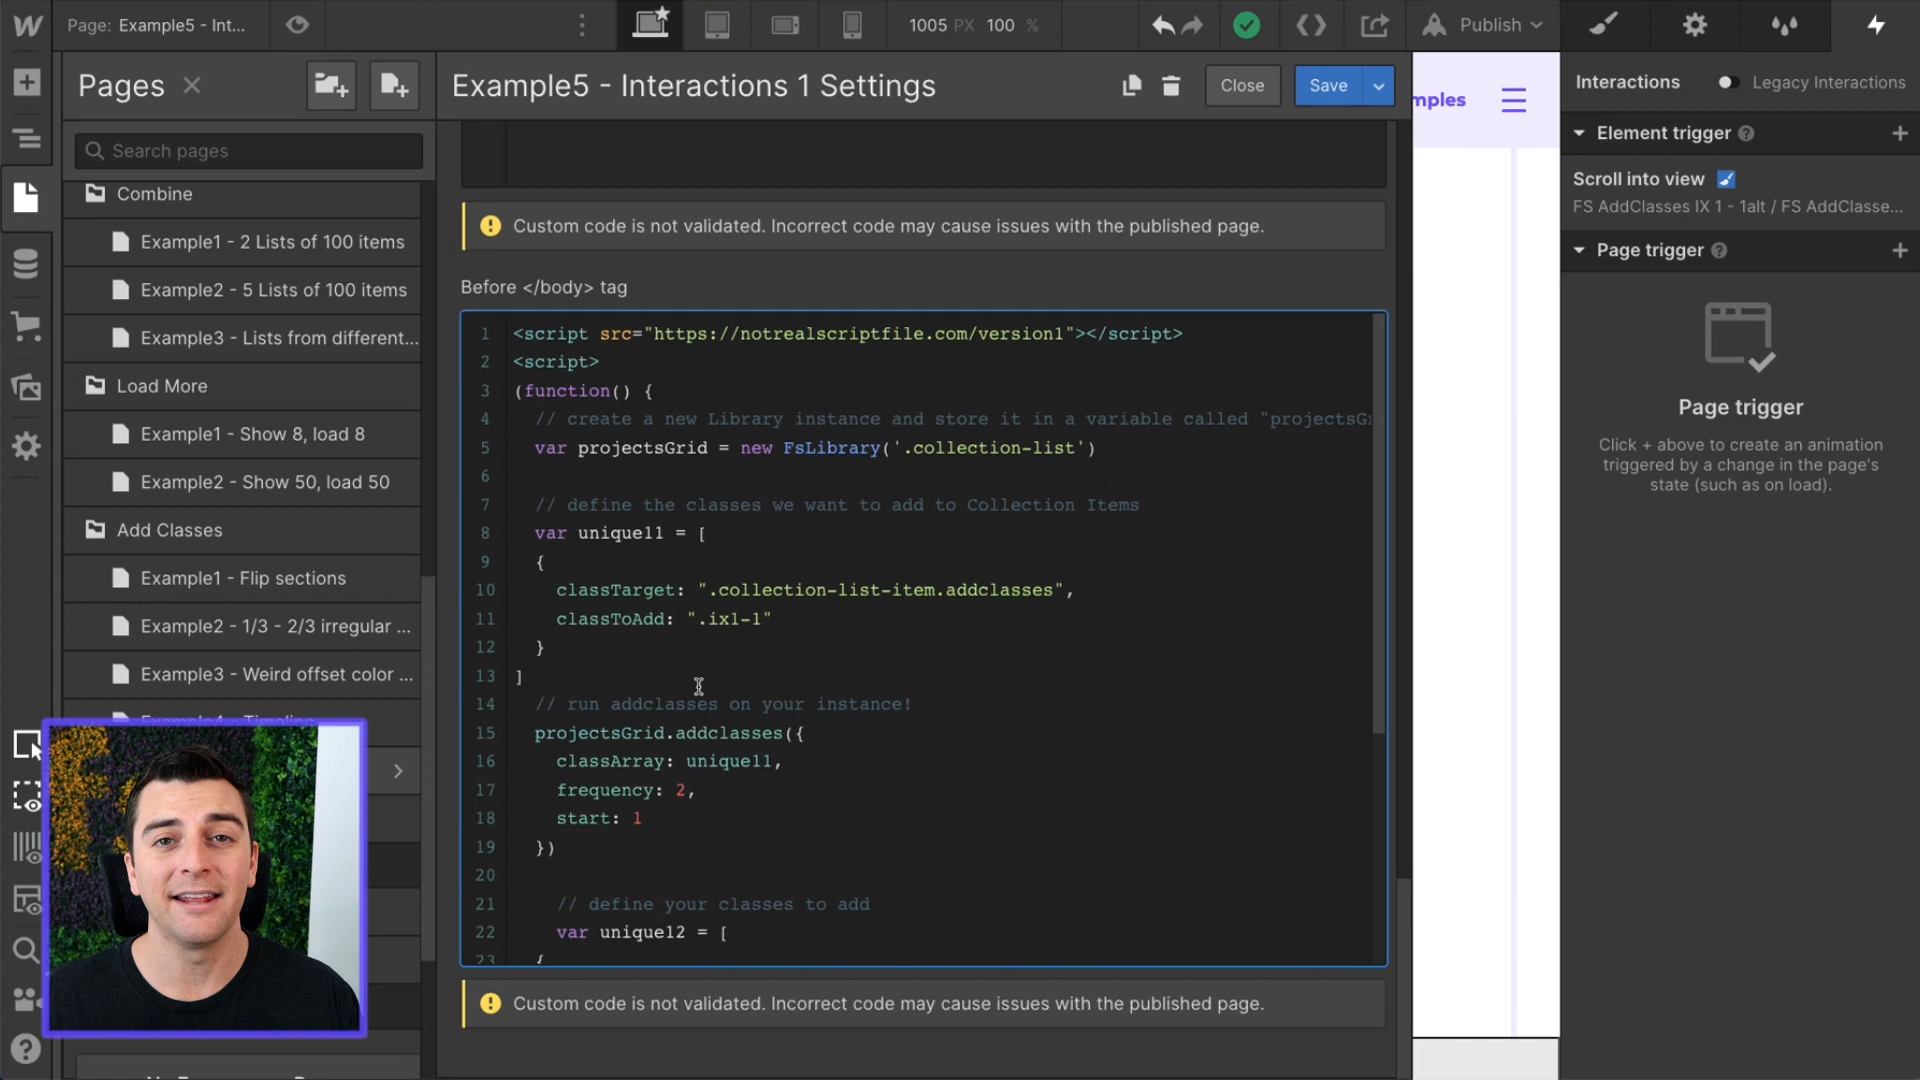 Page: Example5 - Int...
1005 PX 100 %
Publish
Pages
Search pages
Combine
Example1 - 2 Lists of 100 items
Example2 - 5 Lists of 100 items
Example3 - Lists from different...
Load More
Example1 - Show 8, load 8
Example2 - Show 50, load 50
Add Classes
Example1 - Flip sections
Example2 - 1/3 - 2/3 irregular ...
Example3 - Weird offset color ...
Example4 - Timeline
Example5 - Interactions 1 Settings
Close
Save
Custom code is not validated. Incorrect code may cause issues with the published page.
Before </body> tag
1 <script src="https://notrealscriptfile.com/version1"></script>
2 <script>
3 (function() {
4 // create a new Library instance and store it in a variable called "projectsGr
5 var projectsGrid = new FsLibrary('.collection-list')
6
7 // define the classes we want to add to Collection Items
8 var unique11 = [
9 {
10 classTarget: ".collection-list-item.addclasses",
11 classToAdd: ".ix1-1"
12 }
13 ]
14 // run addclasses on your instance!
15 projectsGrid.addclasses({
16 classArray: unique11,
17 frequency: 2,
18 start: 1
19 })
20
21 // define your classes to add
22 var unique12 = [
23 {
Custom code is not validated. Incorrect code may cause issues with the published page.
mples
Interactions
Legacy Interactions
Element trigger
Scroll into view
FS AddClasses IX 1 - 1alt / FS AddClasse...
Page trigger
Page trigger
Click + above to create an animation
triggered by a change in the page's
state (such as on load).